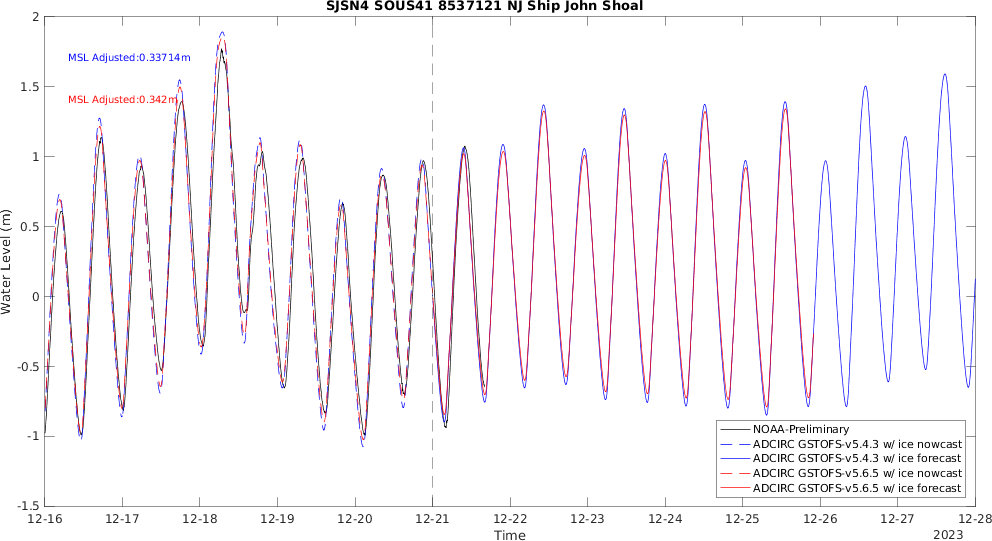 SJSN4 SOUS41 8537121 NJ Ship John Shoal
MSL Adjusted:0.33714m
MSL Adjusted:0.342m
Water Level (m)
2
1.5
1
0.5
0
-0.5
-1
-1.5
NOAA-Preliminary
ADCIRC GSTOFS-v5.4.3 w/ ice nowcast
ADCIRC GSTOFS-v5.4.3 w/ ice forecast
ADCIRC GSTOFS-v5.6.5 w/ ice nowcast
ADCIRC GSTOFS-v5.6.5 w/ ice forecast
12-16 12-17 12-18 12-19 12-20 12-21 12-22 12-23 12-24 12-25 12-26 12-27 12-28
Time
2023